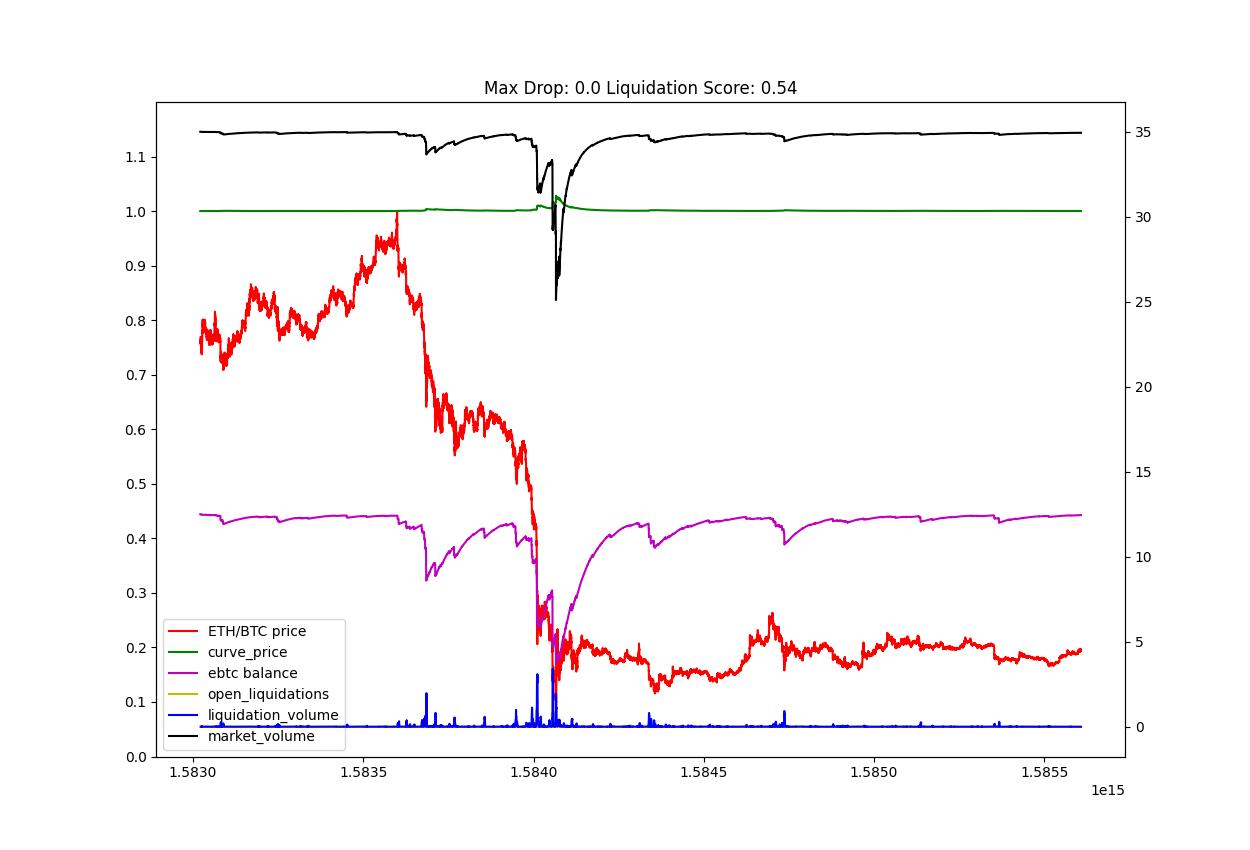 Max Drop: 0.0 Liquidation Score: 0.54
1.1
1.0
0.9
0.8
0.7
0.6
0.5
0.4
0.3
0.2
0.1
0.0
35
30
25
20
15
10
5
0
ETH/BTC price
curve_price
ebtc balance
open_liquidations
liquidation_volume
market_volume
1.5830 1.5835 1.5840 1.5845 1.5850 1.5855
1e15